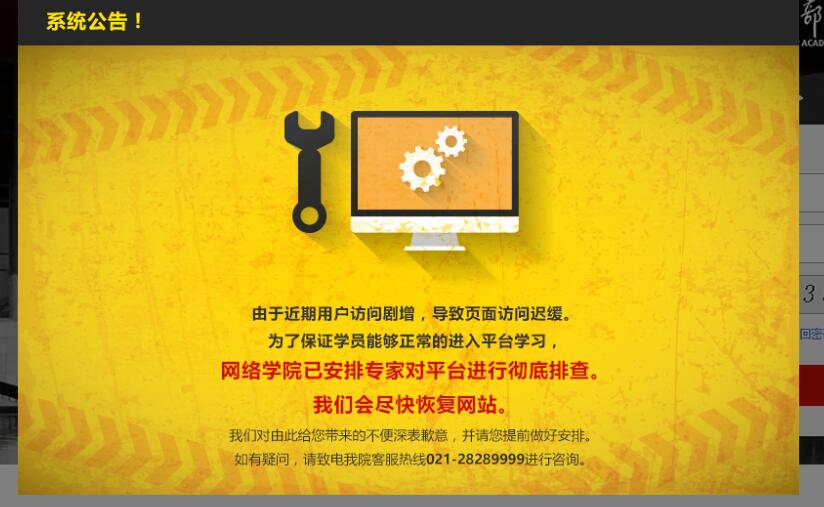 系统公告！
部
ACAD
由于近期用户访问剧增，导致页面访问迟缓。
为了保证学员能够正常的进入平台学习，
网络学院已安排专家对平台进行彻底排查。
我们会尽快恢复网站。
我们对由此给您带来的不便深表歉意，并请您提前做好安排。
如有疑问，请致电我院客服热线021-28289999进行咨询。
3
回密